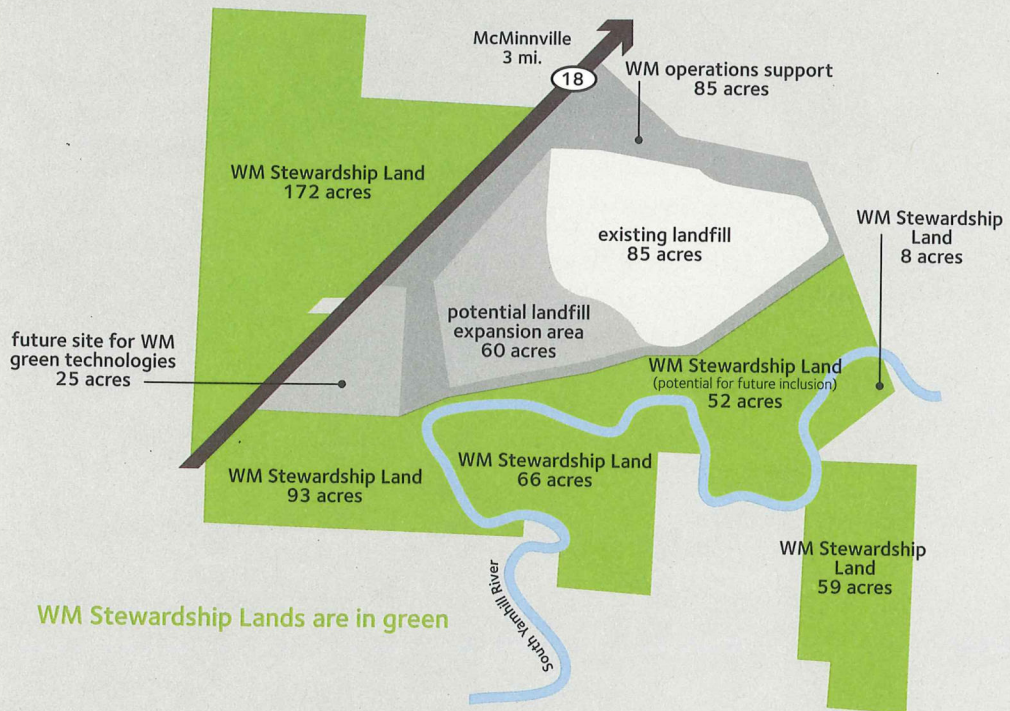 McMinnville
3 mi.
18
WM operations support
85 acres
WM Stewardship Land
172 acres
WM Stewardship
Land
8 acres
existing landfill
85 acres
potential landfill
expansion area
60 acres
future site for WM
green technologies
25 acres
WM Stewardship Land
(potential for future inclusion)
52 acres
WM Stewardship Land
93 acres
WM Stewardship Land
66 acres
WM Stewardship
Land
59 acres
South Yamhill River
WM Stewardship Lands are in green